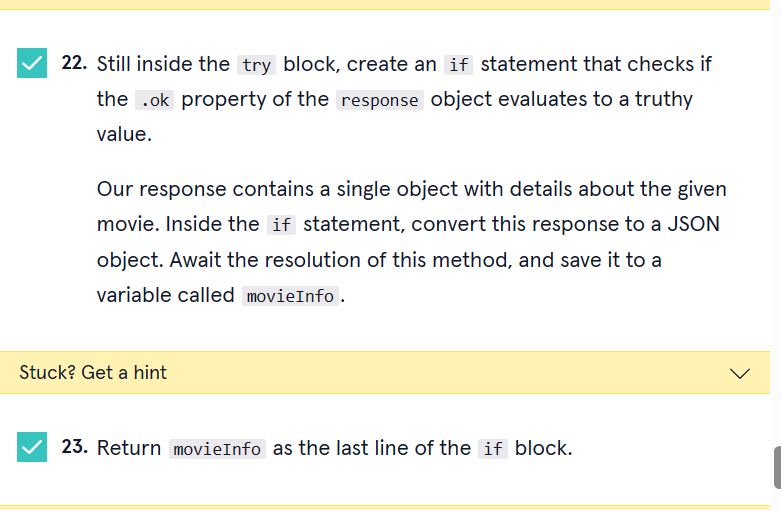 22. Still inside the try block, create an if statement that checks if
the .ok property of the response object evaluates to a truthy
value.
Our response contains a single object with details about the given
movie. Inside the if statement, convert this response to a JSON
object. Await the resolution of this method, and save it to a
variable called movieInfo.
Stuck? Get a hint
23. Return movieInfo as the last line of the if block.